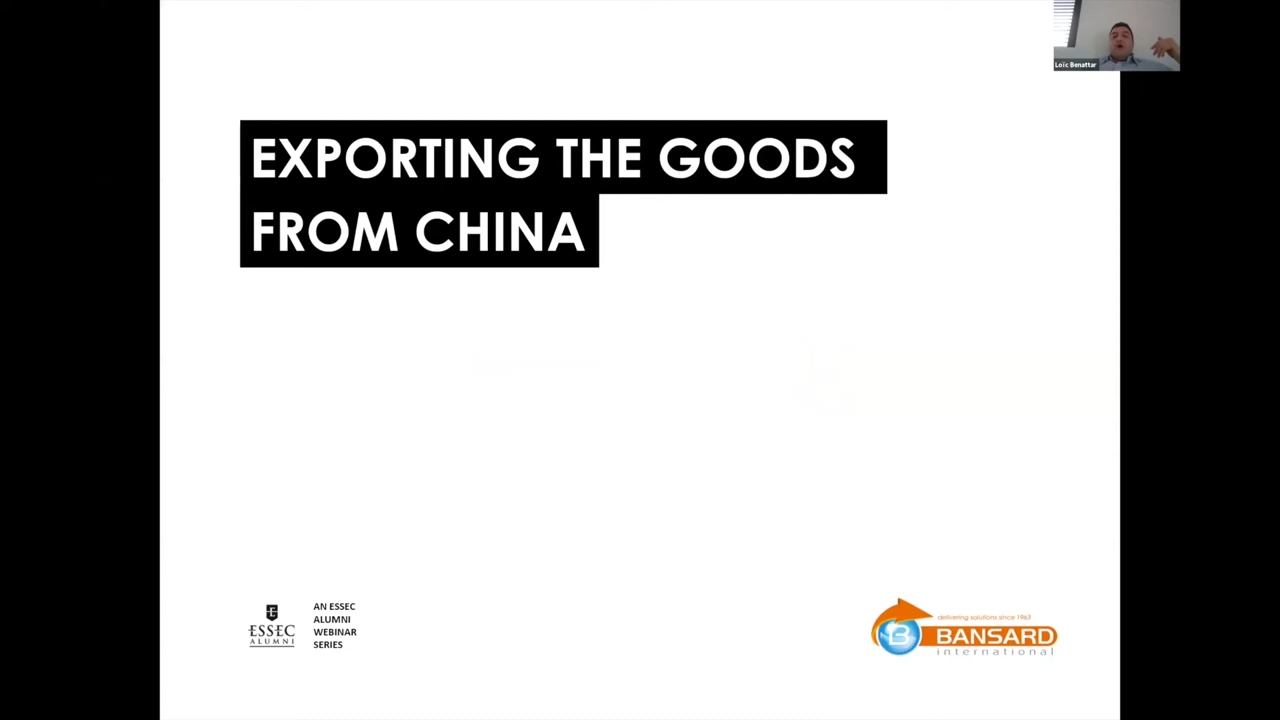 Loïc Benattar
EXPORTING THE GOODS
FROM CHINA
ESSEC
ALUMNI
AN ESSEC
ALUMNI
WEBINAR
SERIES
delivering solutions since 1963
BANSARD
international